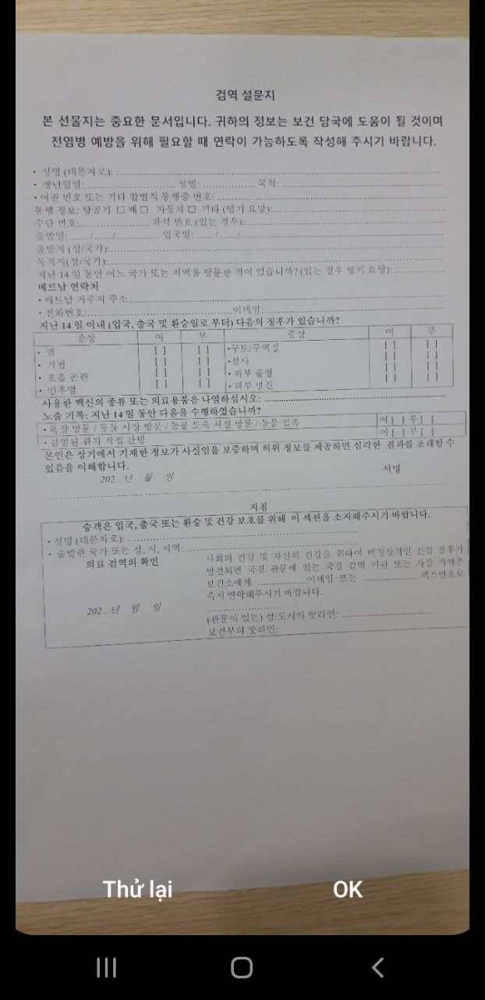 검역 설문지
본 선물지는 중요한 문서입니다. 귀하의 정보는 보건 당국에 도움이 될 것이며
전염병 예방을 위해 필요할 때 연락이 가능하도록 작성해 주시기 바랍니다.
• 성명 (대문자로): ............
• 생년월일: ............ 성별: ............ 국적: ............
• 여권 번호 또는 기타 합법적 통행증 번호: ............
통행 정보: 항공기 □ 배 □ 자동차 □ 기타 (명기 요망): ............
수단 번호: ............ 좌석 번호 (있는 경우): ............
출발일: ....... /......./............ 입국일: ....... /......./............
출발지 (성/국가): ............
목적지(성/국가): ............
지난 14 일 동안 어느 국가 또는 지역을 방문한 적이 있습니까? (있는 경우 명기 요망): ............
베트남 연락처
• 베트남 거주지 주소 ............
• 전화번호: ............ 이메일: ............
지난 14 일 이내 (입국, 출국 및 환승일로 부터) 다음의 징후가 있습니까?
증상 여 부 증상 여 부
• 열 [ ] [ ] • 구토/구역질 [ ] [ ]
• 기침 [ ] [ ] • 설사 [ ] [ ]
• 호흡 곤란 [ ] [ ] • 피부 출혈 [ ] [ ]
• 인후염 [ ] [ ] • 피부 발진 [ ] [ ]
사용한 백신의 종류 또는 의료용품을 나열하십시오: ............
노출 기록: 지난 14 일 동안 다음을 수행하였습니까?
• 목장 방문 / 동물 시장 방문 / 동물 도축 시설 방문 / 동물 접촉 여 [ ] 부 [ ]
• 감염된 환자 직접 간병 여 [ ] 부 [ ]
본인은 상기에서 기재한 정보가 사실임을 보증하며 허위 정보를 제공하면 심각한 결과를 초래할 수
있음을 이해합니다.
202... 년 월 일 서명
지침
승객은 입국, 출국 또는 환승 및 건강 보호를 위해 이 섹션을 소지해주시기 바랍니다.
• 성명 (대문자로): ............
• 출발한 국가 또는 성, 시, 지역: ............
의료 검역의 확인
202... 년 월 일
사회의 건강 및 자신의 건강을 위하여 비정상적인 건강 징후가
발견되면 국경 관문에 있는 국경 검역 기관 또는 가장 가까운
보건소에게 ............ 이메일 또는 ............ 팩스번호로
즉시 연락해주시기 바랍니다.
............
(관문이 있는) 성/도시의 핫라인: ............
보건부의 핫라인:
Thử lại OK